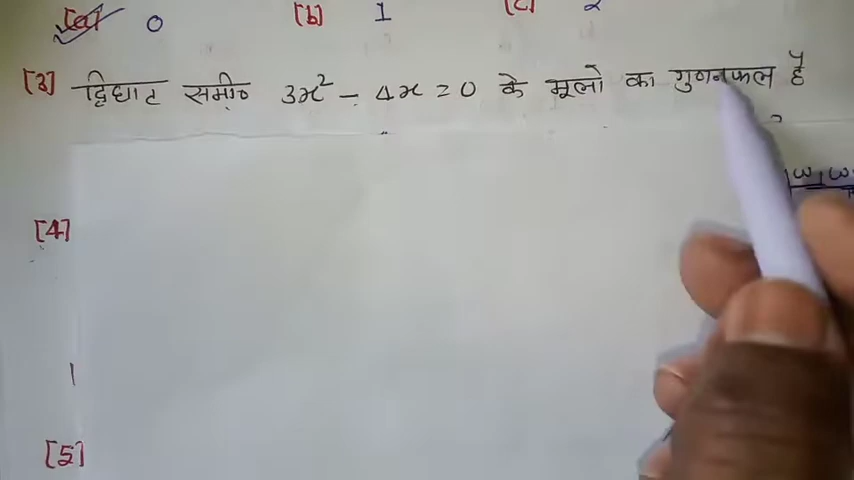 [a] 0 [b] 1 [c] 2
[3] द्विघाट समी० 3x² - 4x = 0 के मूलो का गुणनफल है
[4]
[5]